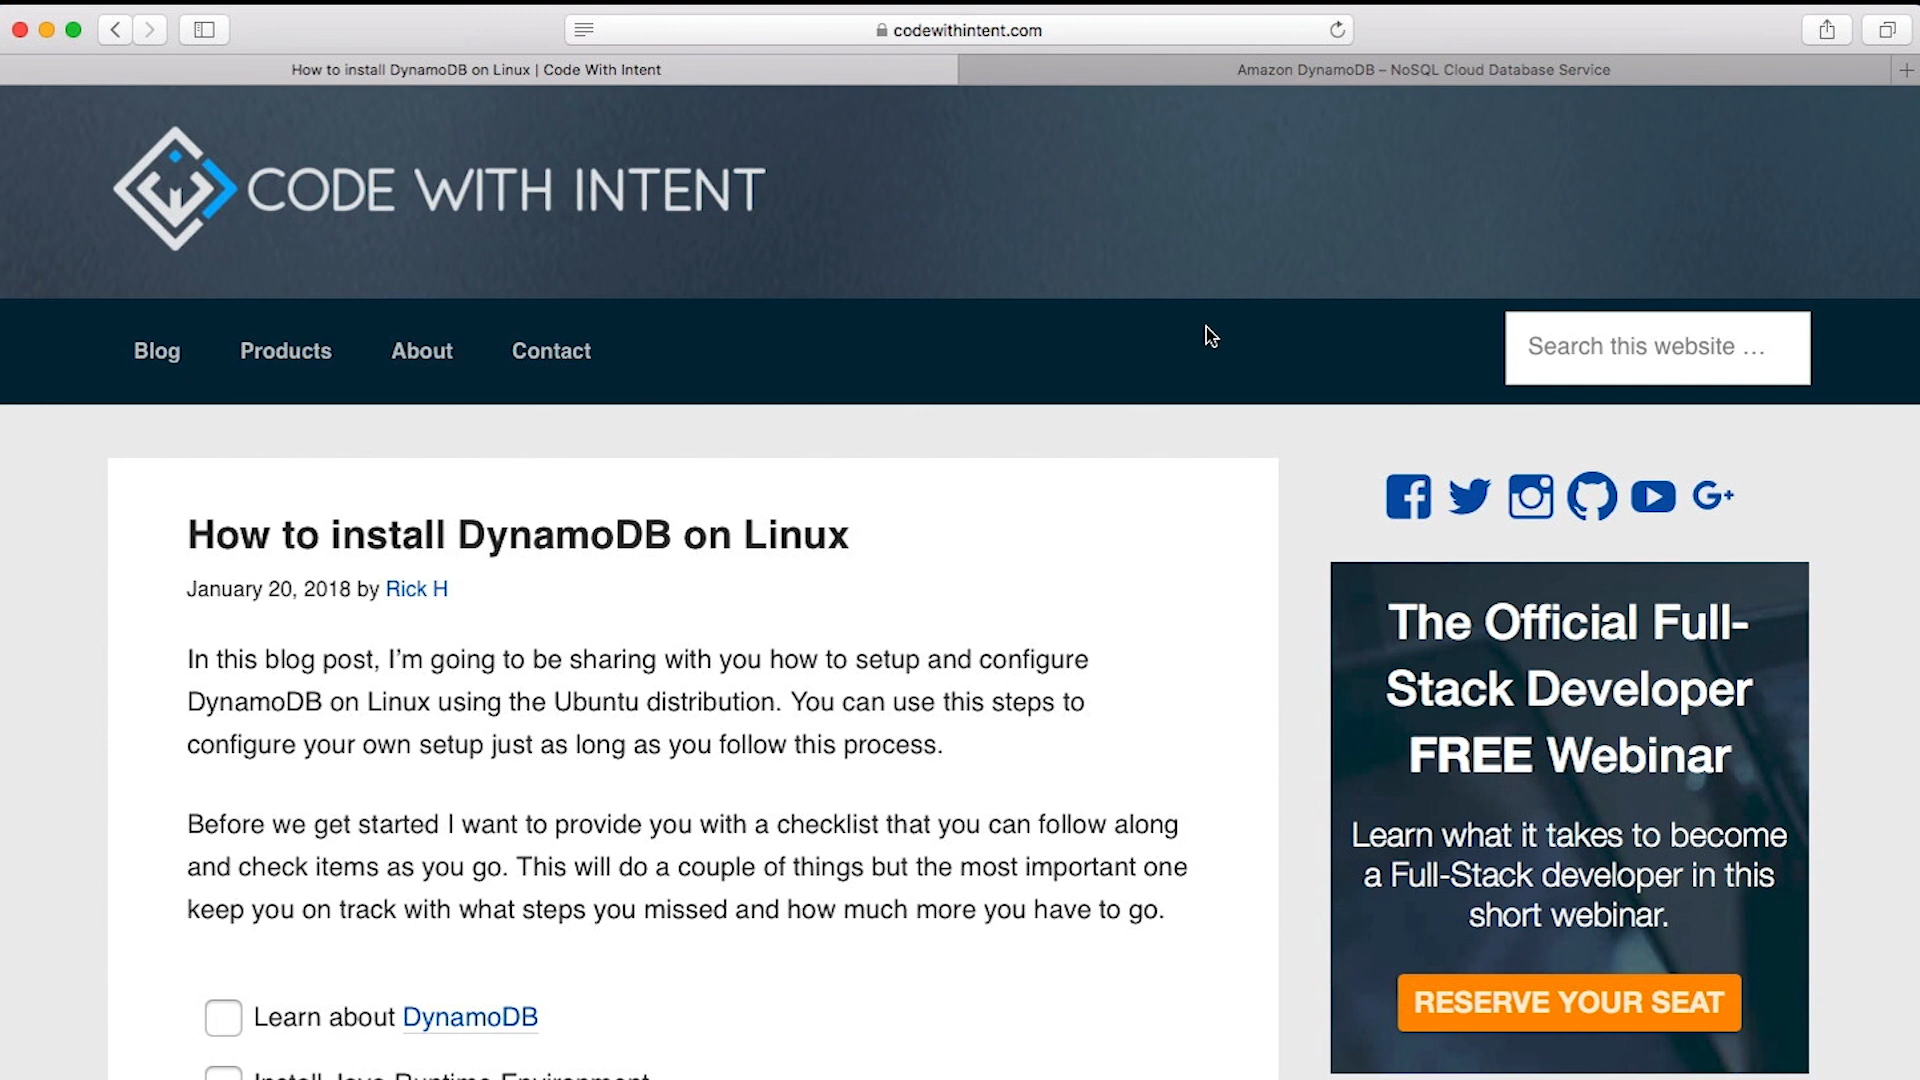 codewithintent.com
How to install DynamoDB on Linux | Code With Intent
Amazon DynamoDB – NoSQL Cloud Database Service
CODE WITH INTENT
Blog
Products
About
Contact
Search this website …
How to install DynamoDB on Linux
January 20, 2018 by Rick H
In this blog post, I’m going to be sharing with you how to setup and configure
DynamoDB on Linux using the Ubuntu distribution. You can use this steps to
configure your own setup just as long as you follow this process.
Before we get started I want to provide you with a checklist that you can follow along
and check items as you go. This will do a couple of things but the most important one
keep you on track with what steps you missed and how much more you have to go.
Learn about DynamoDB
Install Java Runtime Environment
The Official Full-
Stack Developer
FREE Webinar
Learn what it takes to become
a Full-Stack developer in this
short webinar.
RESERVE YOUR SEAT